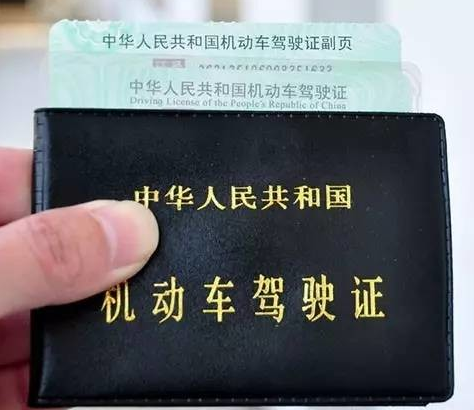 中华人民共和国机动车驾驶证副页
中华人民共和国机动车驾驶证
Driving License of the People's Republic of China
中华人民共和国
机动车驾驶证